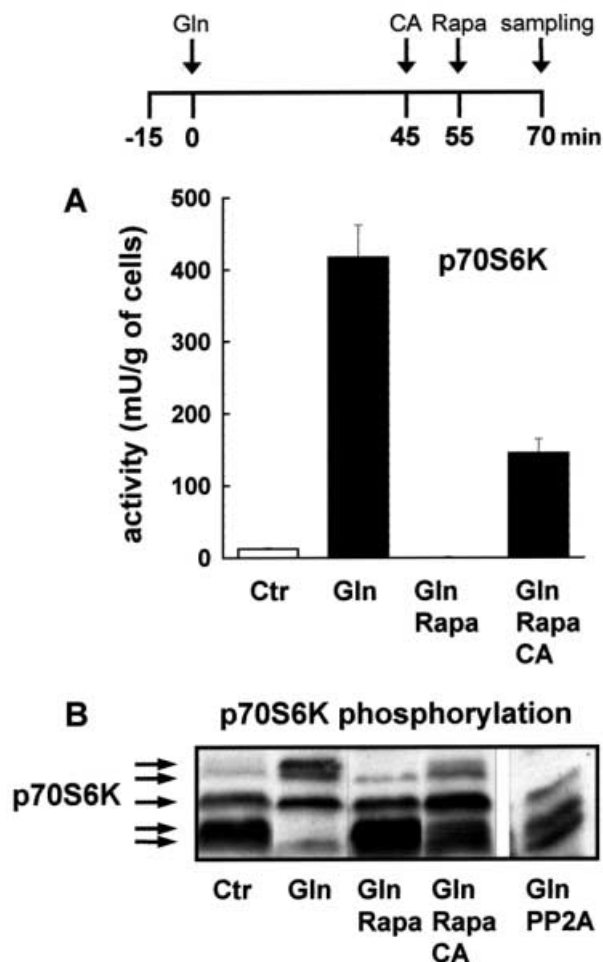 Gln CA Rapa sampling
-15 0 45 55 70 min
A
p70S6K
activity (mU/g of cells)
500
400
300
200
100
0
Ctr Gln Gln Gln
Rapa Rapa
CA
B p70S6K phosphorylation
p70S6K
Ctr Gln Gln Gln Gln
Rapa Rapa PP2A
CA